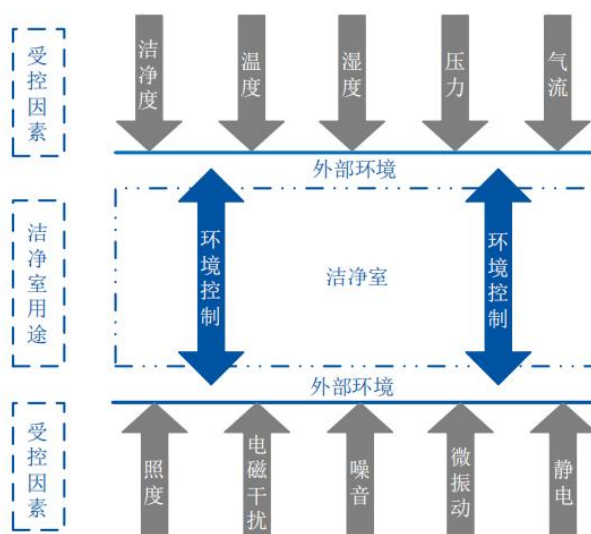 受控因素
洁净度
温度
湿度
压力
气流
外部环境
洁净室用途
环境控制
洁净室
环境控制
外部环境
受控因素
照度
电磁干扰
噪音
微振动
静电